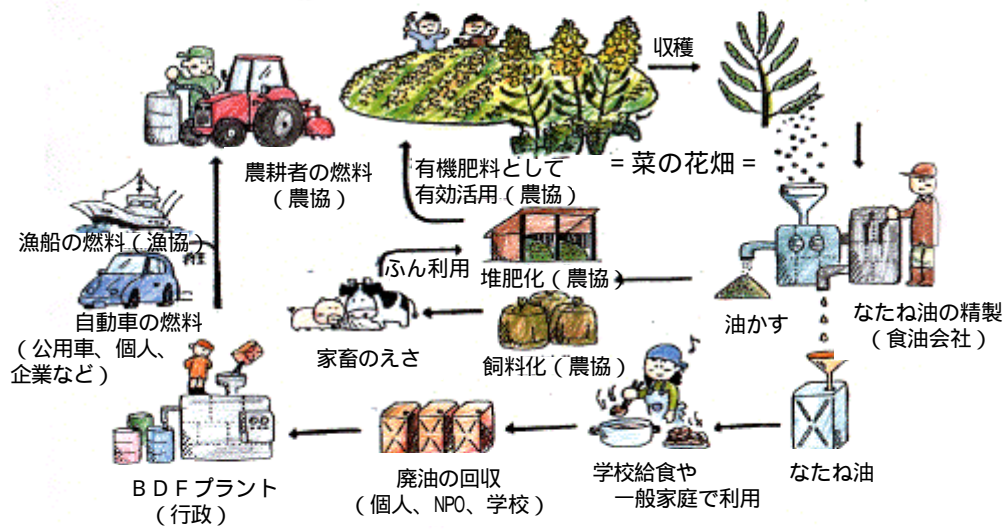 収穫
= 菜の花畑 =
農耕者の燃料
(農協)
有機肥料として
有効活用(農協)
漁船の燃料(漁協)
ふん利用
堆肥化(農協)
油かす
なたね油の精製
(食油会社)
自動車の燃料
(公用車、個人、
企業など)
家畜のえさ
飼料化(農協)
BDFプラント
(行政)
廃油の回収
(個人、NPO、学校)
学校給食や
一般家庭で利用
なたね油